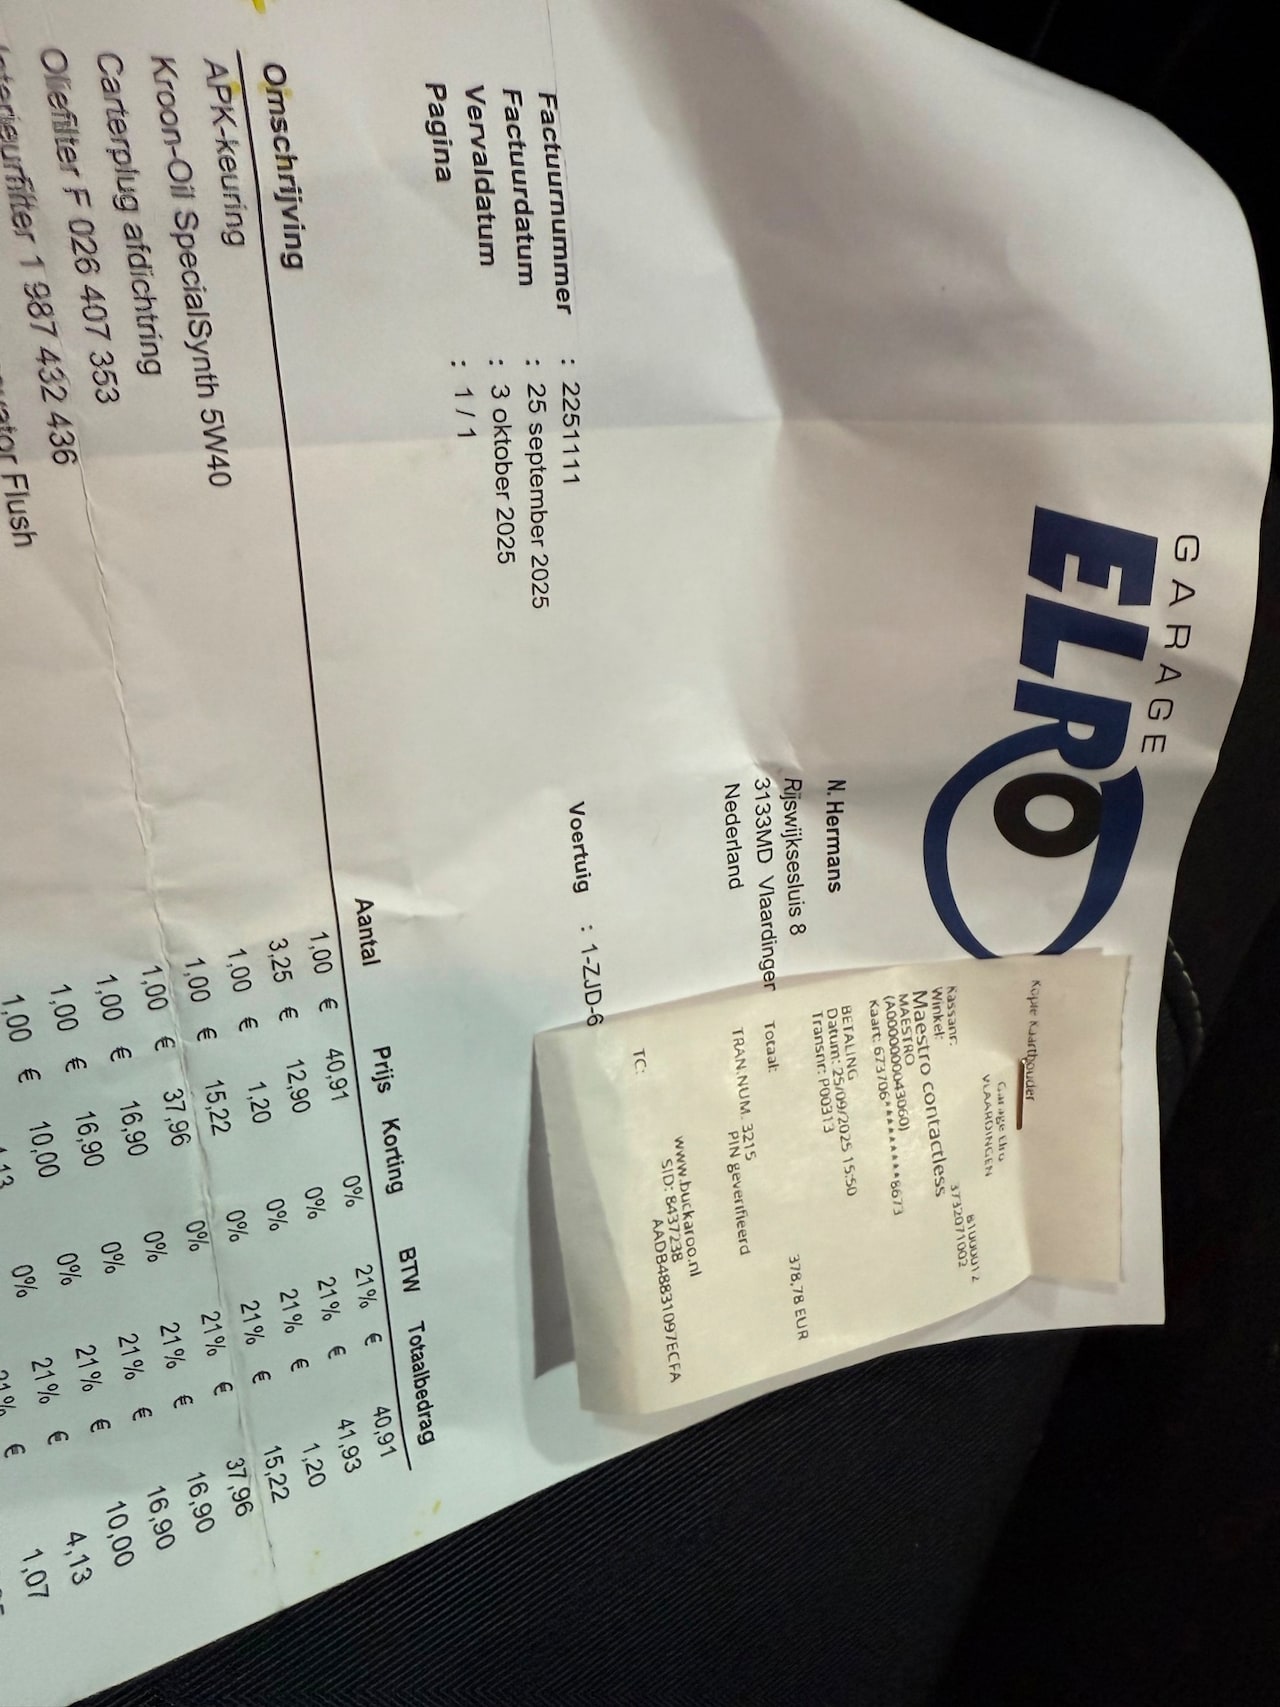 GARAGE
ELRO
N. Hermans
Rijswijksesluis 8
3133MD Vlaardingen
Nederland
Factuurnummer : 2251111
Factuurdatum : 25 september 2025
Vervaldatum : 3 oktober 2025
Pagina : 1 / 1
Voertuig : 1-ZJD-6
Omschrijving Aantal Prijs Korting BTW Totaalbedrag
APK-keuring 1,00 € 40,91 0% 21% € 40,91
Kroon-Oil SpecialSynth 5W40 3,25 € 12,90 0% 21% € 41,93
Carterplug afdichtring 1,00 € 1,20 0% 21% € 1,20
Oliefilter F 026 407 353 1,00 € 15,22 0% 21% € 15,22
Interieurfilter 1 987 432 436 1,00 € 37,96 0% 21% € 37,96
Flush 1,00 € 16,90 0% 21% € 16,90
1,00 € 16,90 0% 21% € 16,90
1,00 € 10,00 0% 21% € 10,00
1,00 € 4,13 0% 21% € 4,13
1,07
Kopie Kaarthouder
Garage Elro
VLAARDINGEN
Kassanr: 81000012
Winkel: 3732071002
Maestro contactless
MAESTRO
(A0000000043060)
Kaart: 673706*********8673
BETALING
Datum: 25/09/2025 15:50
Transnr: P00313
Totaal: 378,78 EUR
TRAN.NUM. 3215
PIN geverifieerd
www.buckaroo.nl
SID: 8437238
TC: AADB48831097ECFA